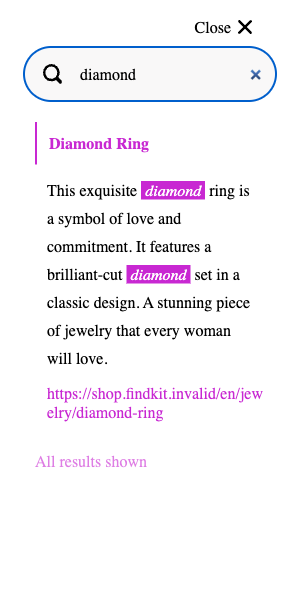 Close
diamond
Diamond Ring
This exquisite diamond ring is
a symbol of love and
commitment. It features a
brilliant-cut diamond set in a
classic design. A stunning piece
of jewelry that every woman
will love.
https://shop.findkit.invalid/en/jew
elry/diamond-ring
All results shown